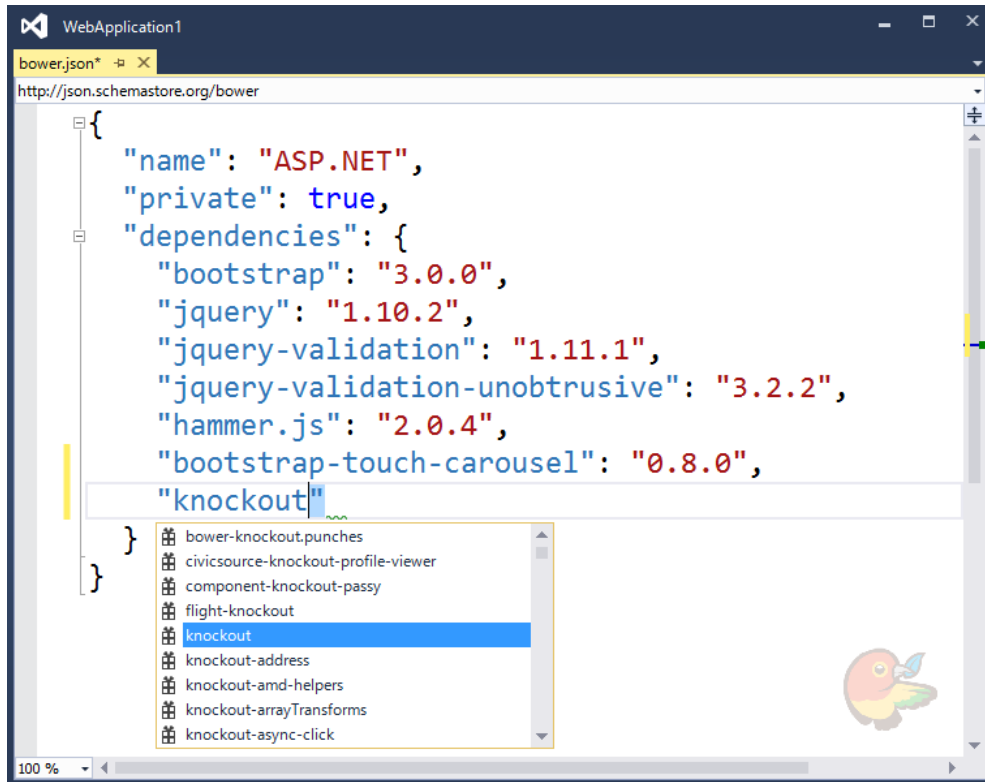 WebApplication1
bower.json*
http://json.schemastore.org/bower
{
"name": "ASP.NET",
"private": true,
"dependencies": {
"bootstrap": "3.0.0",
"jquery": "1.10.2",
"jquery-validation": "1.11.1",
"jquery-validation-unobtrusive": "3.2.2",
"hammer.js": "2.0.4",
"bootstrap-touch-carousel": "0.8.0",
"knockout"
}
}
bower-knockout.punches
civicsource-knockout-profile-viewer
component-knockout-passy
flight-knockout
knockout
knockout-address
knockout-amd-helpers
knockout-arrayTransforms
knockout-async-click
100 %